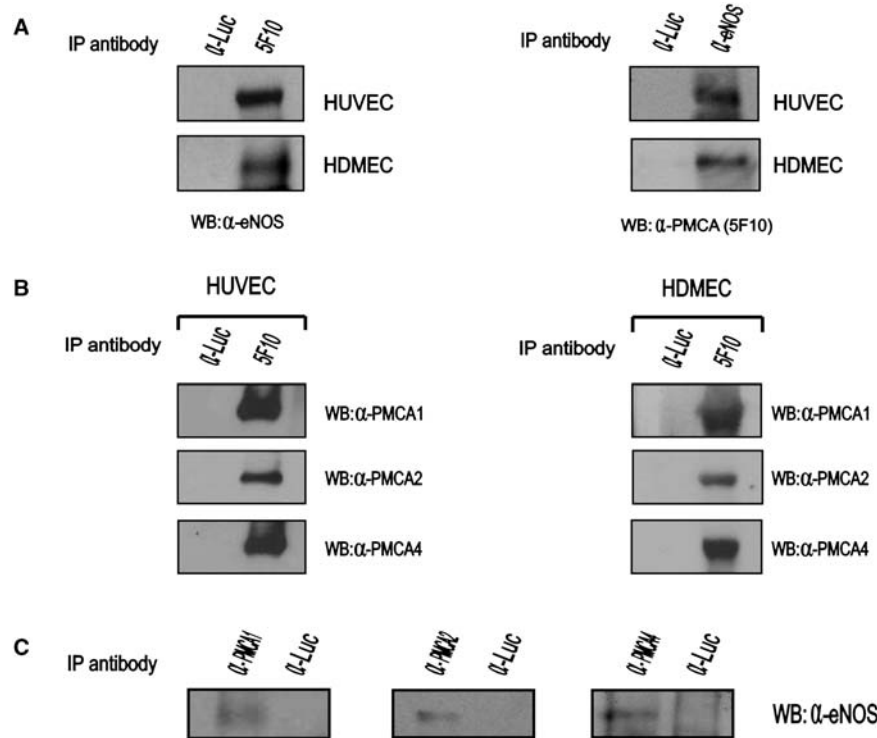 A
IP antibody α-Luc 5F10
HUVEC
HDMEC
WB: α-eNOS
α-Luc α-eNOS
IP antibody
HUVEC
HDMEC
WB: α-PMCA (5F10)
B
HUVEC
IP antibody α-Luc 5F10
WB: α-PMCA1
WB: α-PMCA2
WB: α-PMCA4
HDMEC
IP antibody α-Luc 5F10
WB: α-PMCA1
WB: α-PMCA2
WB: α-PMCA4
C
IP antibody α-PMCA1 α-Luc α-PMCA2 α-Luc α-PMCA4 α-Luc
WB: α-eNOS